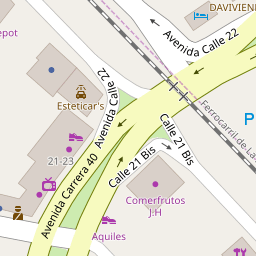 DAVIVIEN
epot
Avenida Calle 22
Avenida Calle 22
Esteticar's
Ferrocarril de La
Calle 21 Bis
P
21-23
Calle 21 Bis
Avenida Carrera 40
Comerfrutos
J.H
Aquiles